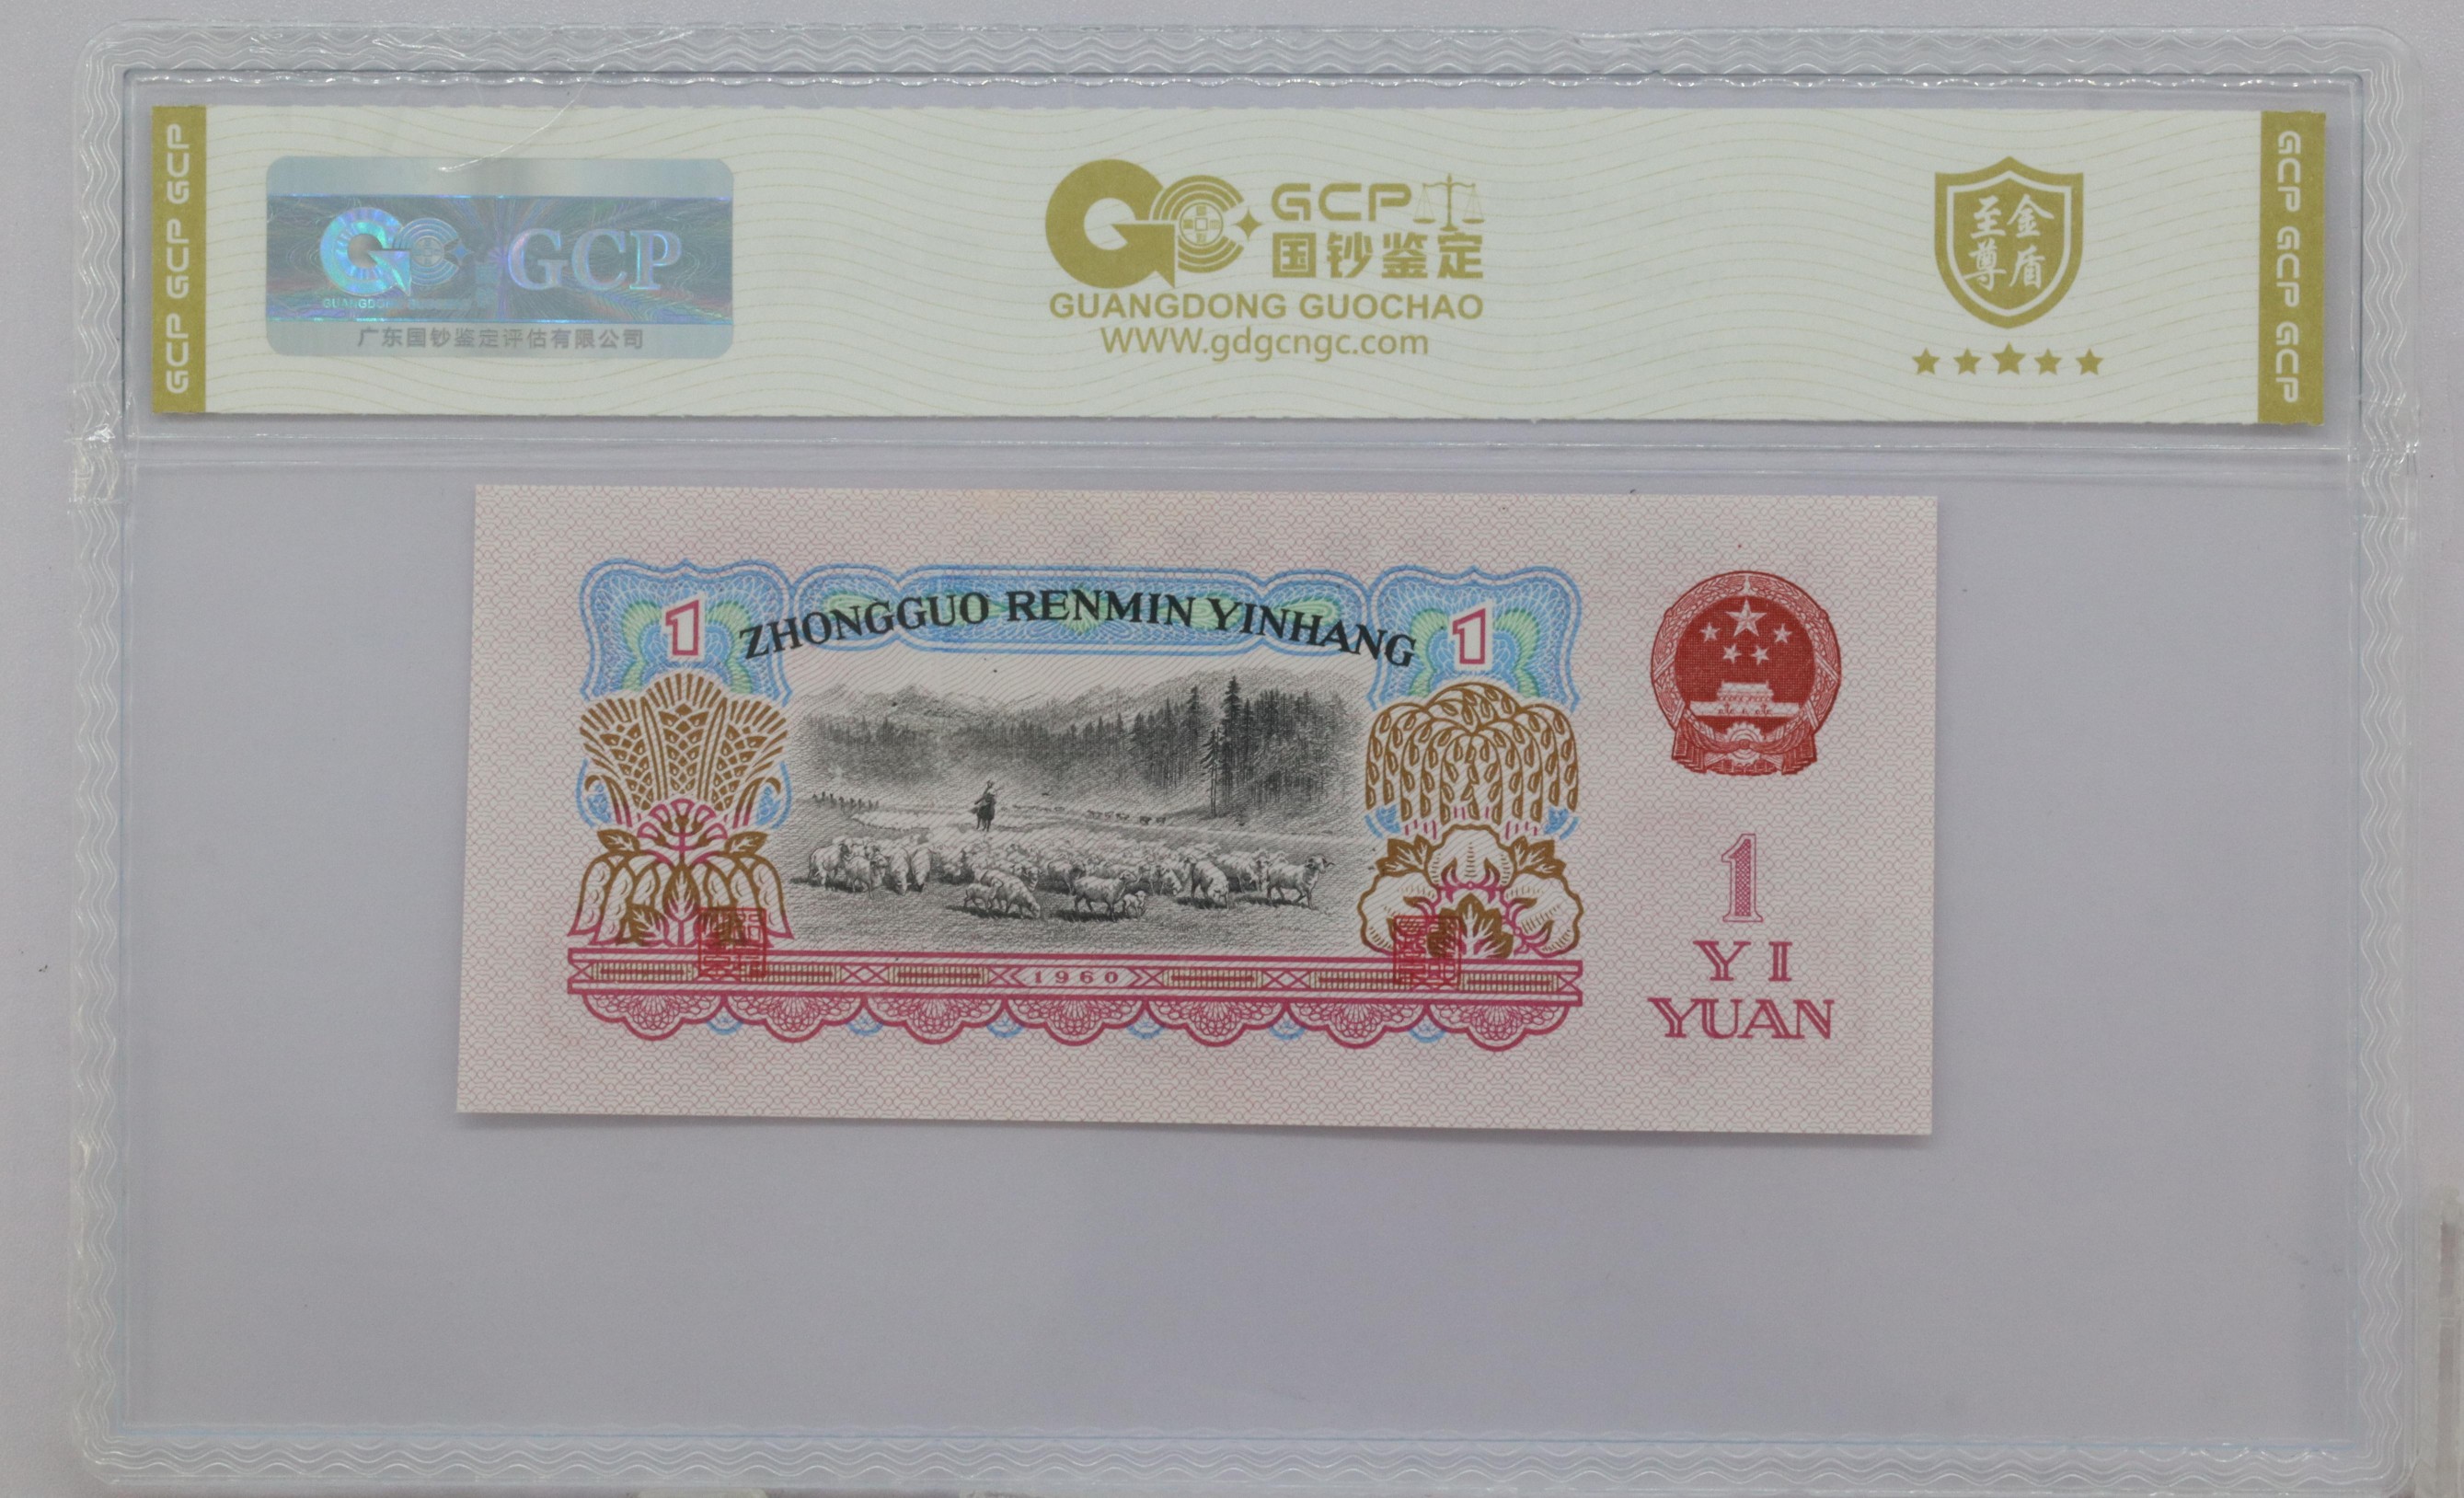 GCP GCP GCP
GCP
GUANGDONG GUOCHAO
广东国钞鉴定评估有限公司
GCP
国钞鉴定
GUANGDONG GUOCHAO
WWW.gdgcngc.com
至尊金盾
GCP GCP GCP
ZHONGGUO RENMIN YINHANG
1
1
1960
1
YI
YUAN